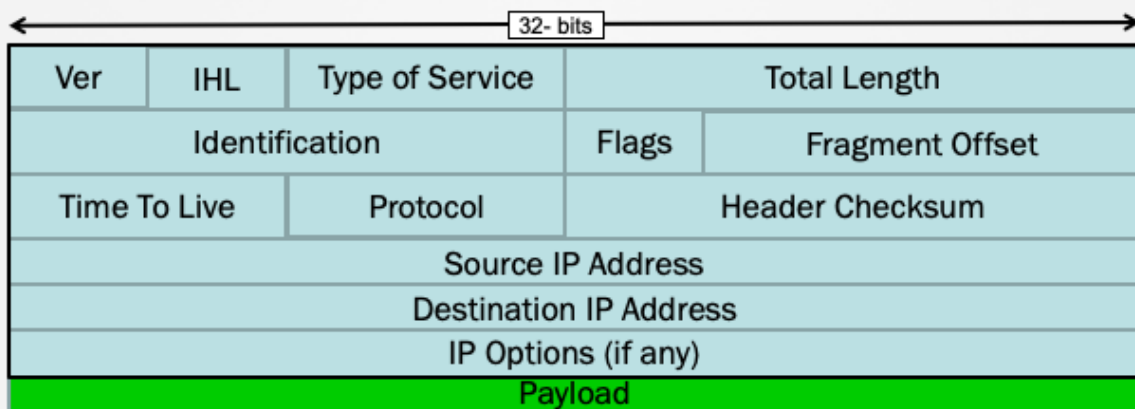 32- bits
Ver IHL Type of Service Total Length
Identification Flags Fragment Offset
Time To Live Protocol Header Checksum
Source IP Address
Destination IP Address
IP Options (if any)
Payload